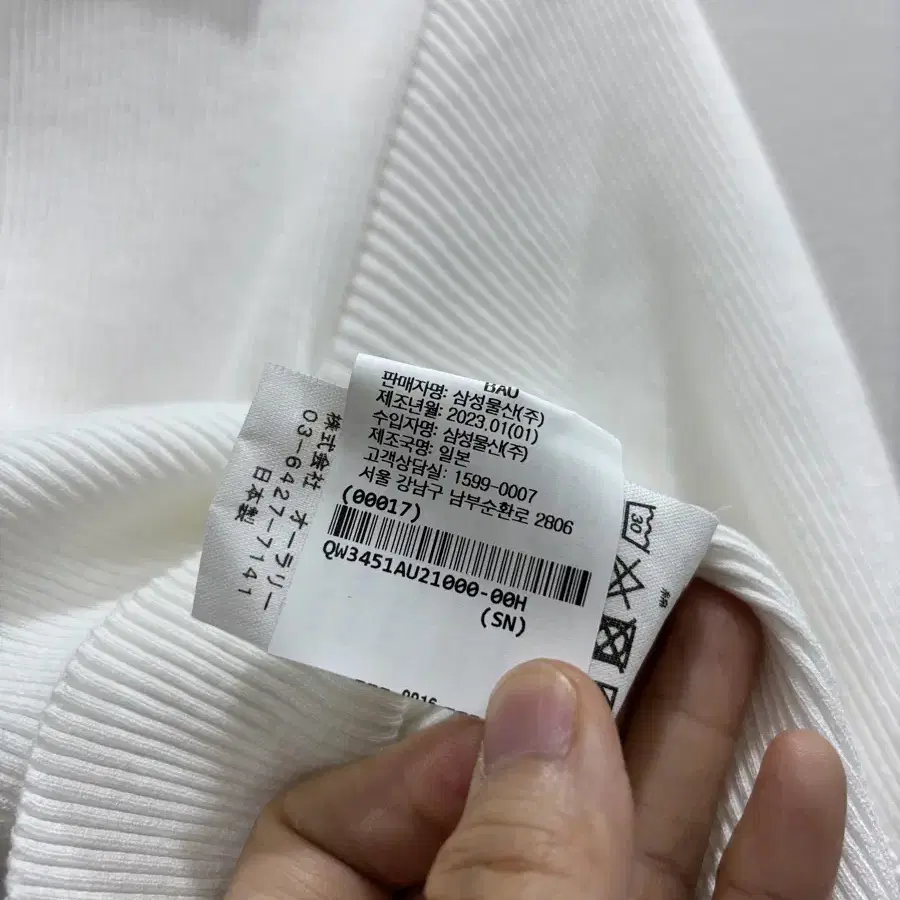 BAU
판매자명: 삼성물산(주)
제조년월: 2023.01(01)
수입자명: 삼성물산(주)
제조국명: 일본
고객상담실: 1599-0007
서울 강남구 남부순환로 2806
(00017)
QW3451AU21000-00H
(SN)
株式会社 オーラリー
03-6427-7141
日本製
30